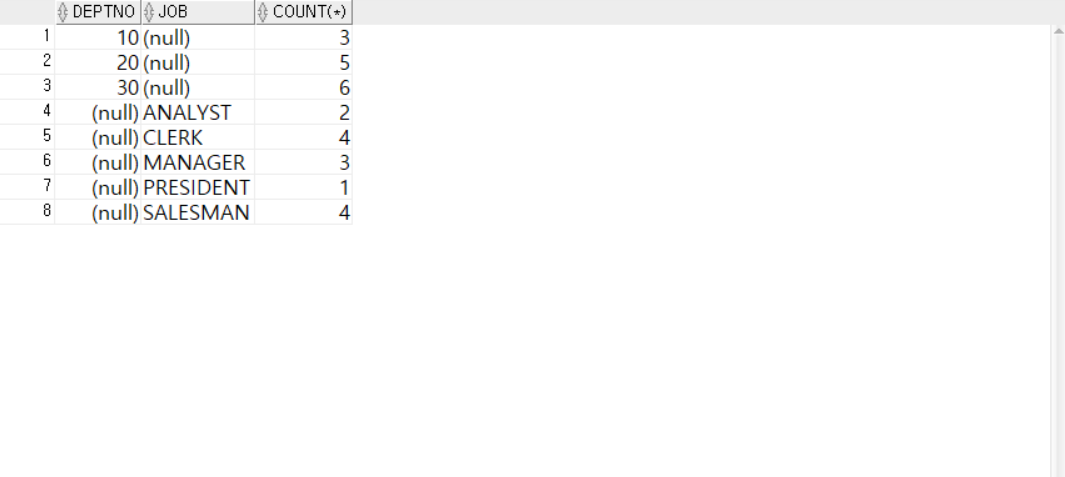 DEPTNO JOB COUNT(*)
1 10 (null) 3
2 20 (null) 5
3 30 (null) 6
4 (null) ANALYST 2
5 (null) CLERK 4
6 (null) MANAGER 3
7 (null) PRESIDENT 1
8 (null) SALESMAN 4